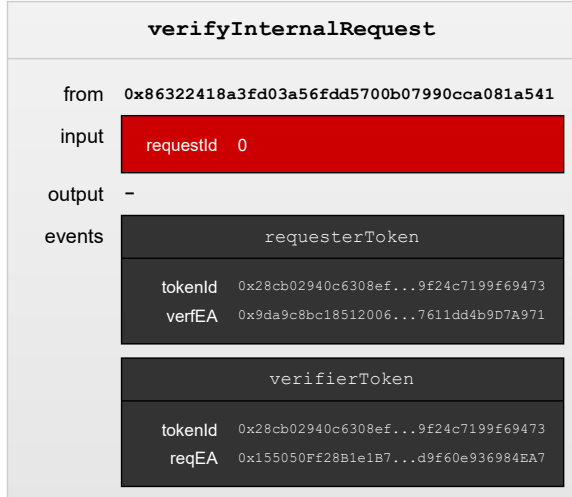 verifyInternalRequest
from 0x86322418a3fd03a56fdd5700b07990cca081a541
input requestId 0
output -
events requesterToken
tokenId 0x28cb02940c6308ef...9f24c7199f69473
verfEA 0x9da9c8bc18512006...7611dd4b9D7A971
verifierToken
tokenId 0x28cb02940c6308ef...9f24c7199f69473
reqEA 0x155050Ff28B1e1B7...d9f60e936984EA7